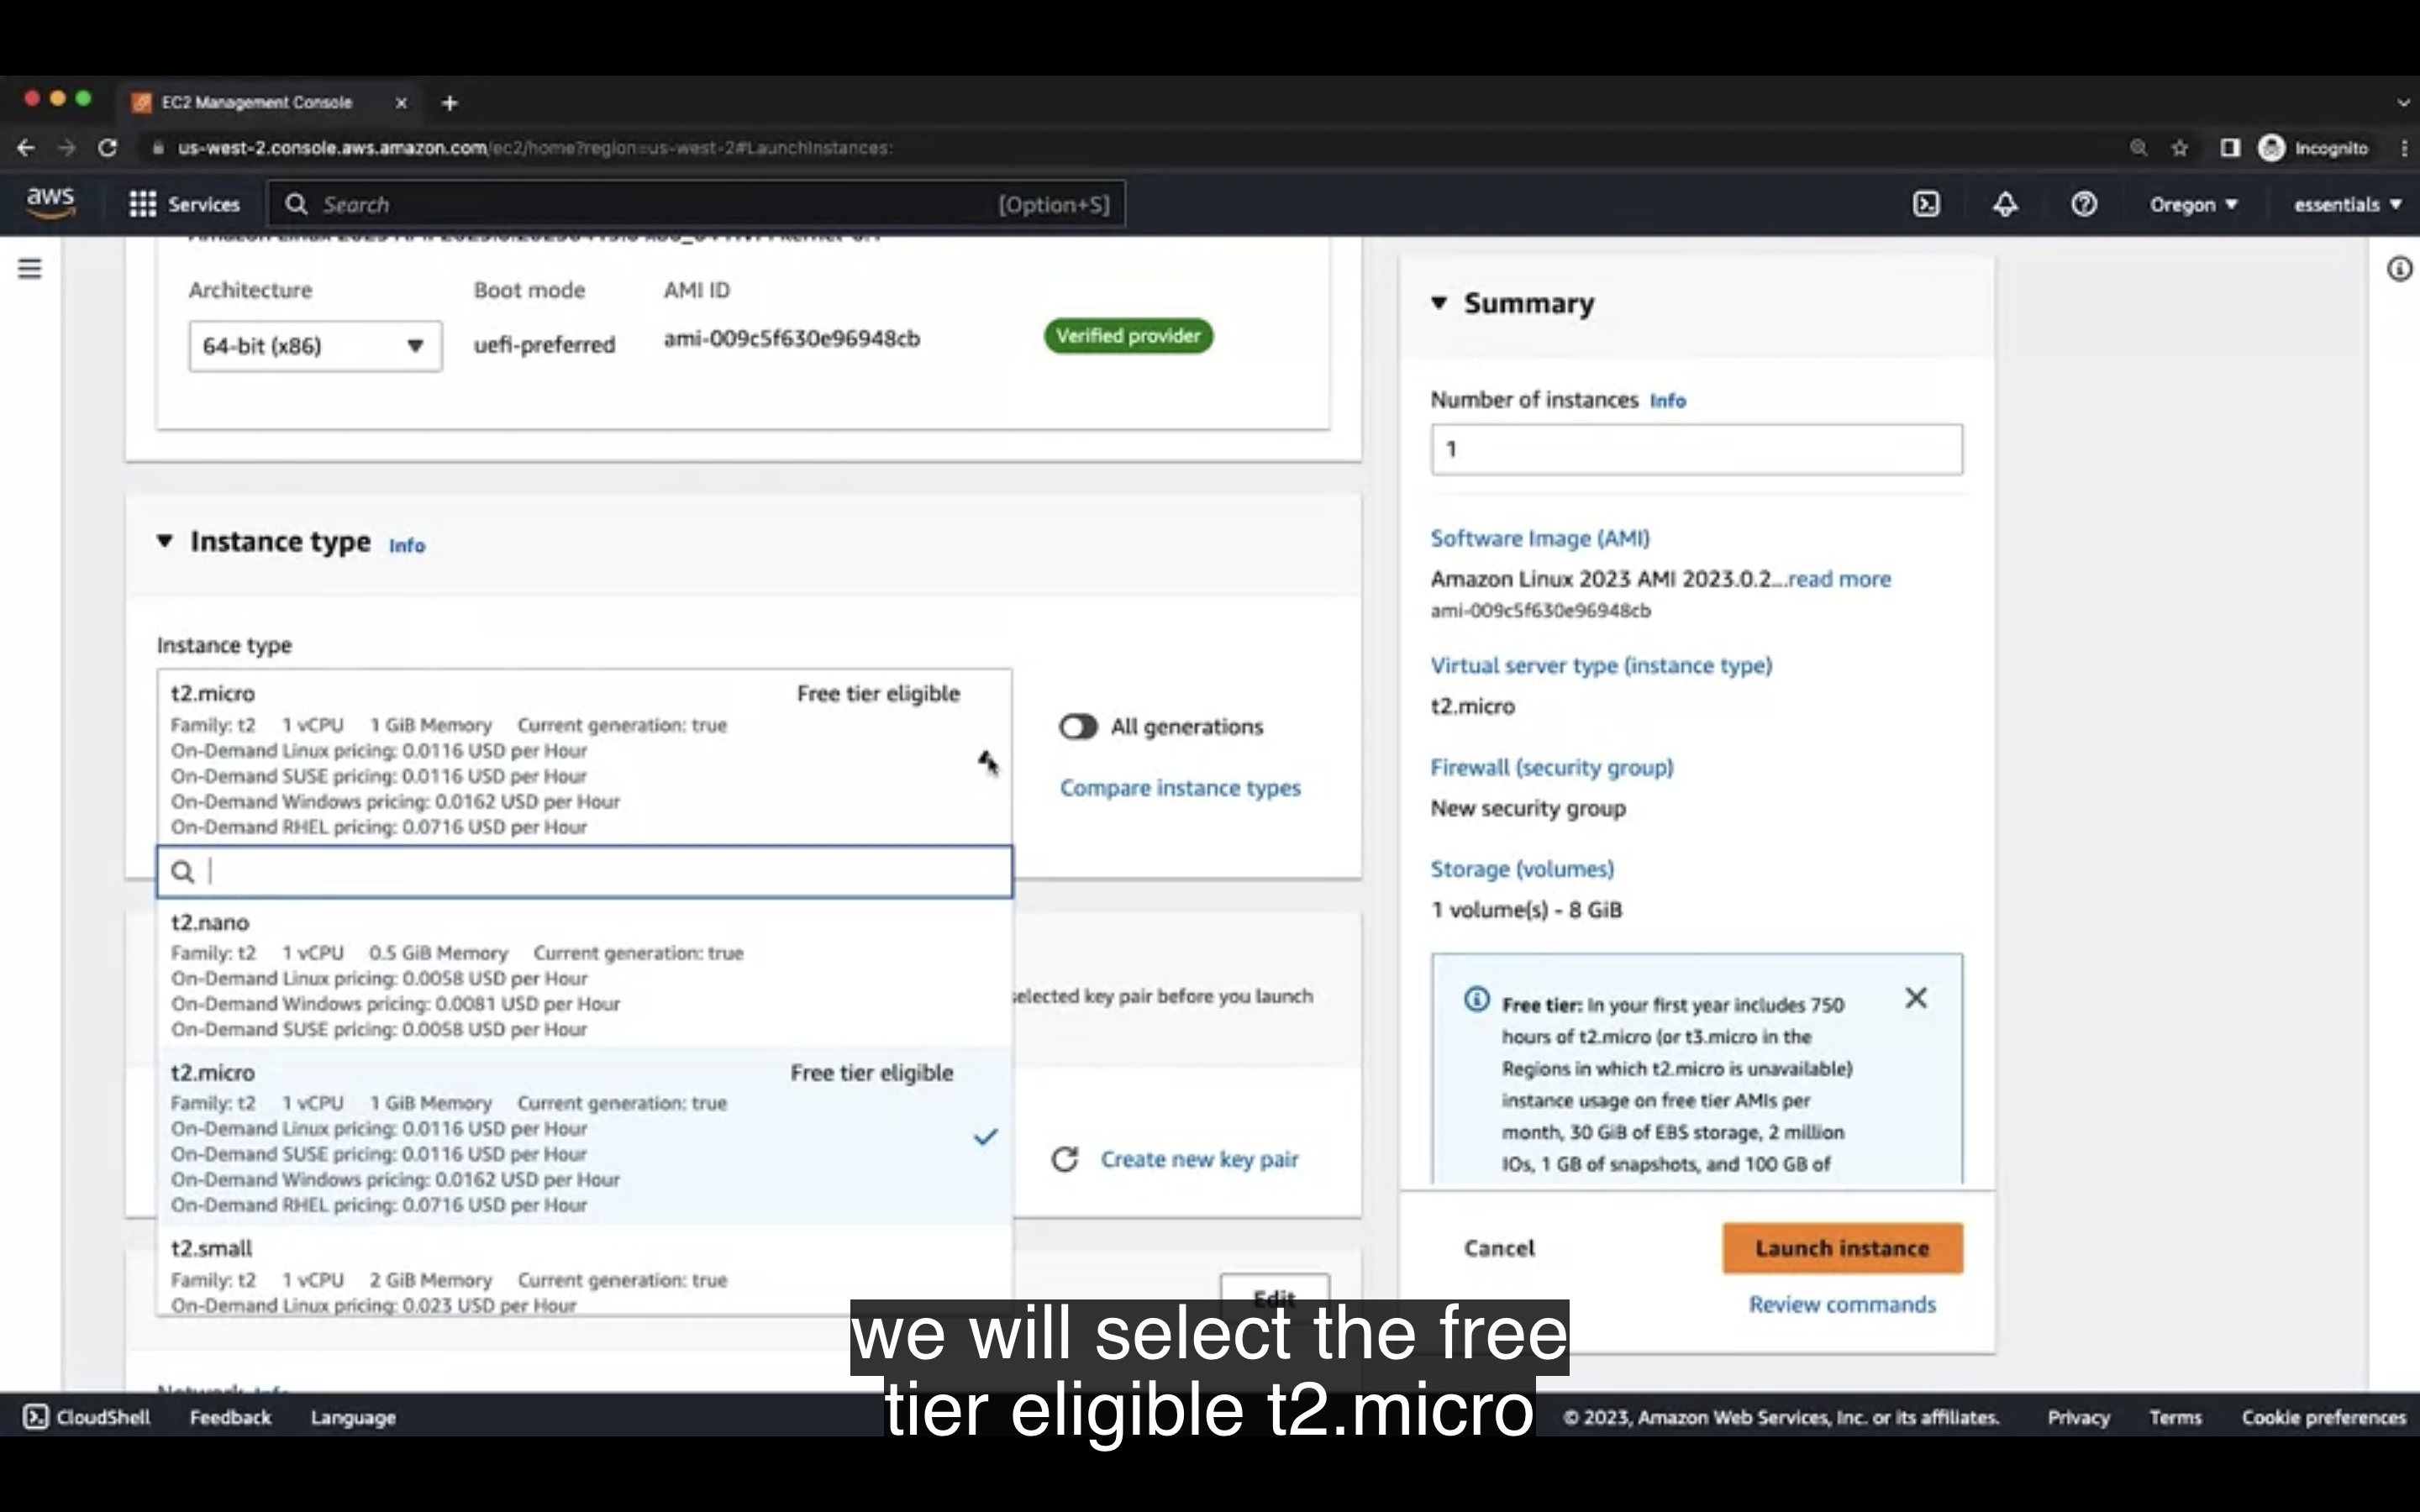 EC2 Management Console
us-west-2.console.aws.amazon.com/ec2/home?region=us-west-2#LaunchInstances:
Incognito
aws
Services
Search
[Option+S]
Oregon
essentials
Architecture
Boot mode
AMI ID
64-bit (x86)
uefi-preferred
ami-009c5f630e96948cb
Verified provider
Instance type Info
Instance type
t2.micro
Free tier eligible
Family: t2 1 vCPU 1 GiB Memory Current generation: true
On-Demand Linux pricing: 0.0116 USD per Hour
On-Demand SUSE pricing: 0.0116 USD per Hour
On-Demand Windows pricing: 0.0162 USD per Hour
On-Demand RHEL pricing: 0.0716 USD per Hour
All generations
Compare instance types
t2.nano
Family: t2 1 vCPU 0.5 GiB Memory Current generation: true
On-Demand Linux pricing: 0.0058 USD per Hour
On-Demand Windows pricing: 0.0081 USD per Hour
On-Demand SUSE pricing: 0.0058 USD per Hour
selected key pair before you launch
t2.micro
Free tier eligible
Family: t2 1 vCPU 1 GiB Memory Current generation: true
On-Demand Linux pricing: 0.0116 USD per Hour
On-Demand SUSE pricing: 0.0116 USD per Hour
On-Demand Windows pricing: 0.0162 USD per Hour
On-Demand RHEL pricing: 0.0716 USD per Hour
Create new key pair
t2.small
Family: t2 1 vCPU 2 GiB Memory Current generation: true
On-Demand Linux pricing: 0.023 USD per Hour
Edit
Summary
Number of instances Info
1
Software Image (AMI)
Amazon Linux 2023 AMI 2023.0.2...read more
ami-009c5f630e96948cb
Virtual server type (instance type)
t2.micro
Firewall (security group)
New security group
Storage (volumes)
1 volume(s) - 8 GiB
Free tier: In your first year includes 750
hours of t2.micro (or t3.micro in the
Regions in which t2.micro is unavailable)
instance usage on free tier AMIs per
month, 30 GiB of EBS storage, 2 million
IOs, 1 GB of snapshots, and 100 GB of
Cancel
Launch instance
Review commands
we will select the free
tier eligible t2.micro
CloudShell
Feedback
Language
© 2023, Amazon Web Services, Inc. or its affiliates.
Privacy
Terms
Cookie preferences